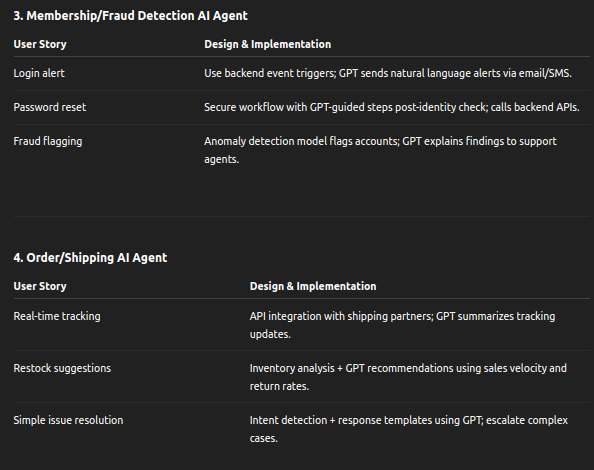 3. Membership/Fraud Detection AI Agent
User Story Design & Implementation
Login alert Use backend event triggers; GPT sends natural language alerts via email/SMS.
Password reset Secure workflow with GPT-guided steps post-identity check; calls backend APIs.
Fraud flagging Anomaly detection model flags accounts; GPT explains findings to support
agents.
4. Order/Shipping AI Agent
User Story Design & Implementation
Real-time tracking API integration with shipping partners; GPT summarizes tracking
updates.
Restock suggestions Inventory analysis + GPT recommendations using sales velocity and
return rates.
Simple issue resolution Intent detection + response templates using GPT; escalate complex
cases.